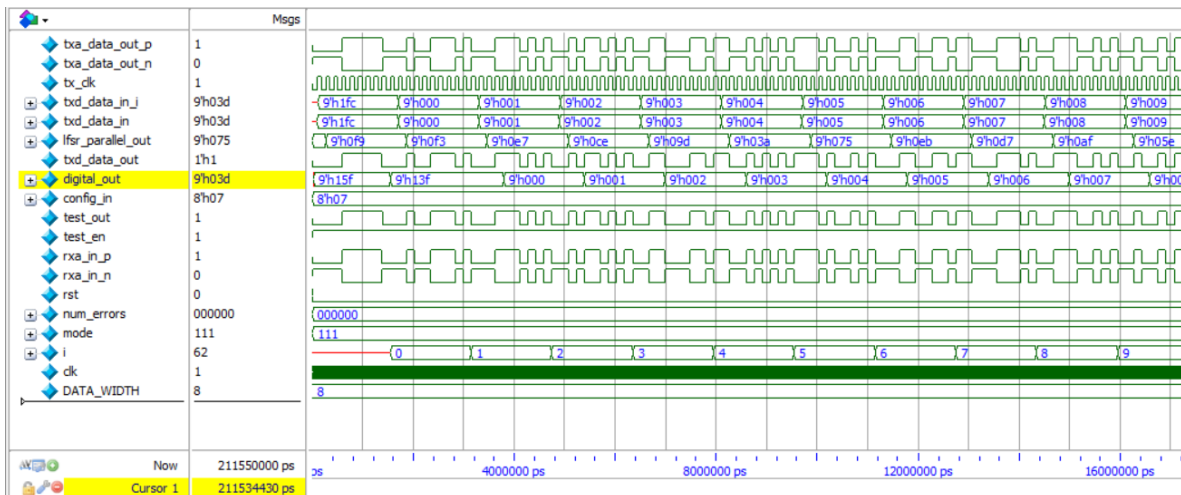 Msgs
txa_data_out_p 1
txa_data_out_n 0
tx_clk 1
txd_data_in_i 9'h03d 9'h1fc 9'h000 9'h001 9'h002 9'h003 9'h004 9'h005 9'h006 9'h007 9'h008 9'h009
txd_data_in 9'h03d 9'h1fc 9'h000 9'h001 9'h002 9'h003 9'h004 9'h005 9'h006 9'h007 9'h008 9'h009
lfsr_parallel_out 9'h075 9'h0f9 9'h0f3 9'h0e7 9'h0ce 9'h09d 9'h03a 9'h075 9'h0eb 9'h0d7 9'h0af 9'h05e
txd_data_out 1'h1
digital_out 9'h03d 9'h15f 9'h13f 9'h000 9'h001 9'h002 9'h003 9'h004 9'h005 9'h006 9'h007 9'h00
config_in 8'h07 8'h07
test_out 1
test_en 1
rxa_in_p 1
rxa_in_n 0
rst 0
num_errors 000000 000000
mode 111 111
i 62 0 1 2 3 4 5 6 7 8 9
clk 1
DATA_WIDTH 8 8
Now 211550000 ps ps 4000000 ps 8000000 ps 12000000 ps 16000000 ps
Cursor 1 211534430 ps